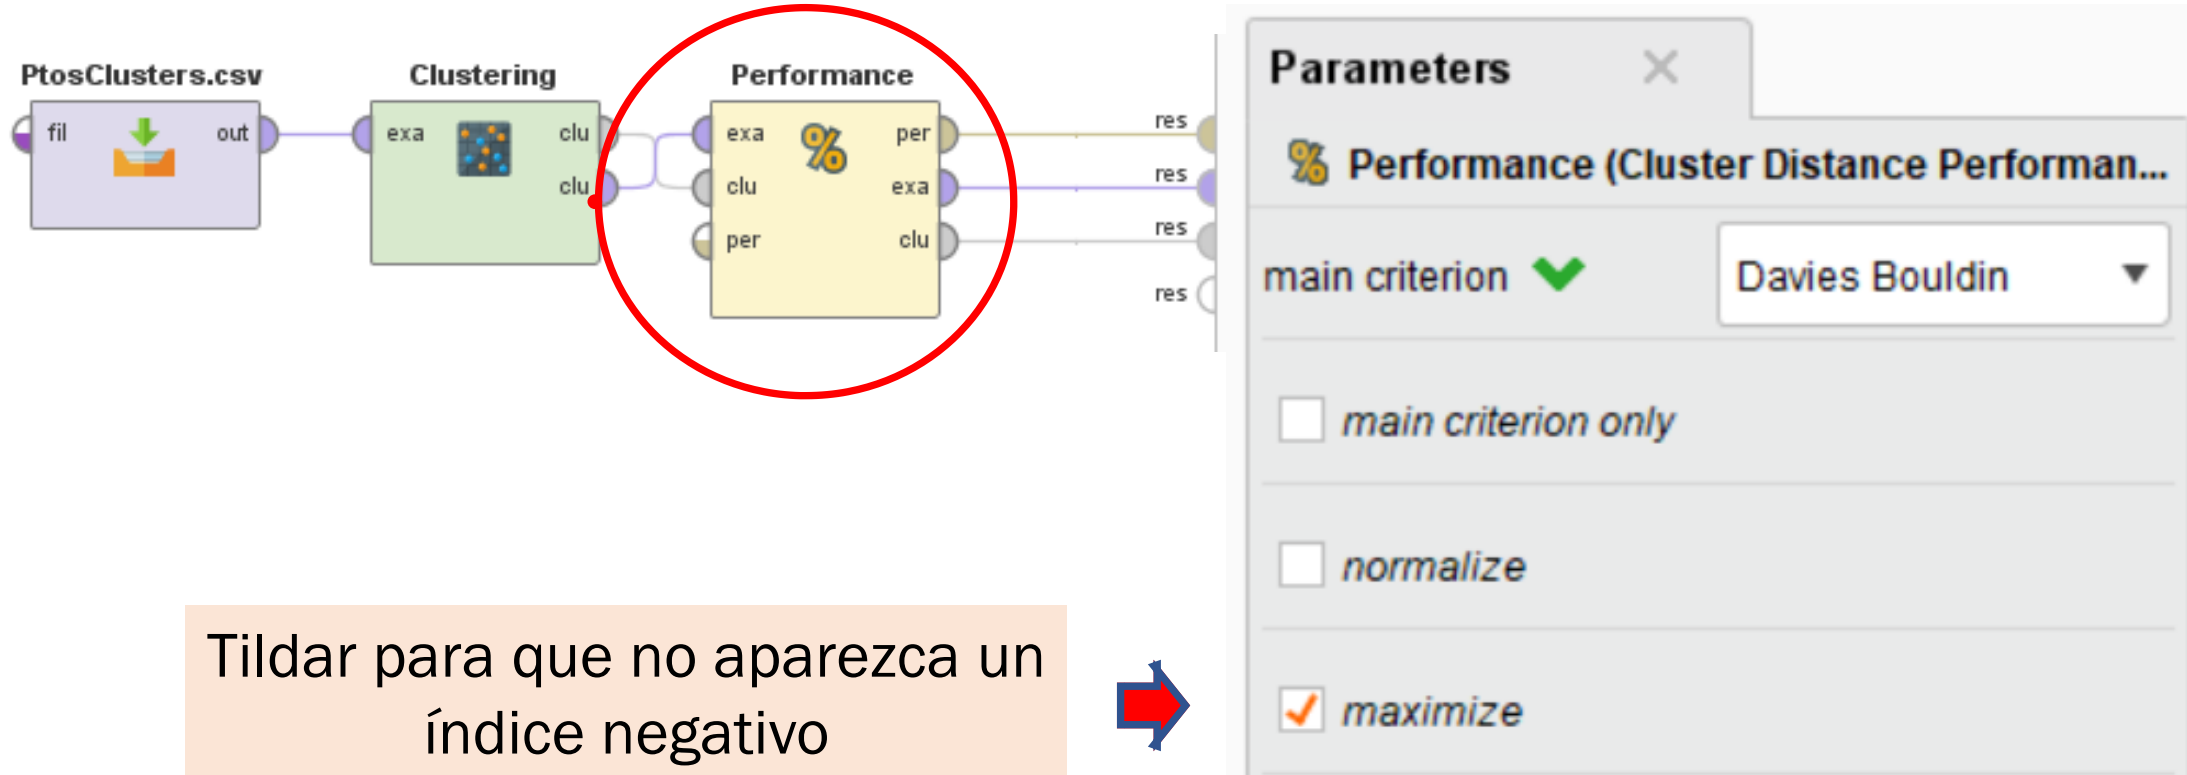 PtosClusters.csv
Clustering
Performance
fil
out
exa
clu
clu
exa
per
clu
exa
per
clu
res
res
res
res
Parameters
Performance (Cluster Distance Performan...
main criterion
Davies Bouldin
main criterion only
normalize
maximize
Tildar para que no aparezca un
índice negativo